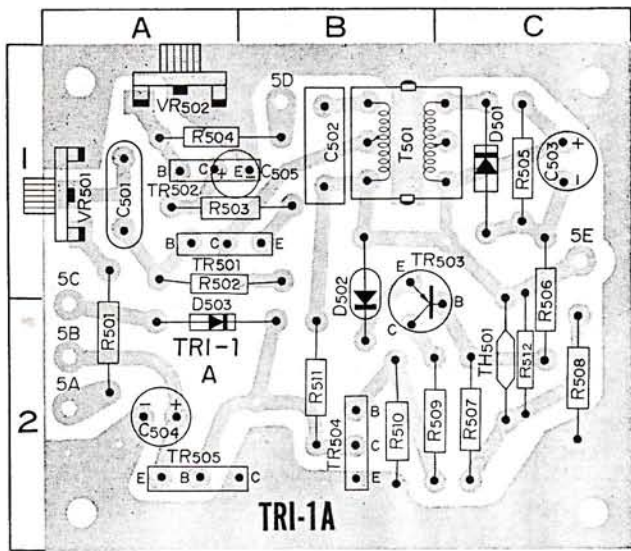 A B C
1
2
VR502
5D
R504
C502
T501
D501
C503
+
-
R505
VR501
C501
B C E
TR502
+ -
C505
R503
B C E
TR501
R502
5E
D502
TR503
E
B
C
R506
5C
5B
5A
R501
D503
TRI-1
A
TH501
R512
R508
R511
- +
C504
TR504
B
C
E
R510
R509
R507
TR505
E B C
TRI-1A